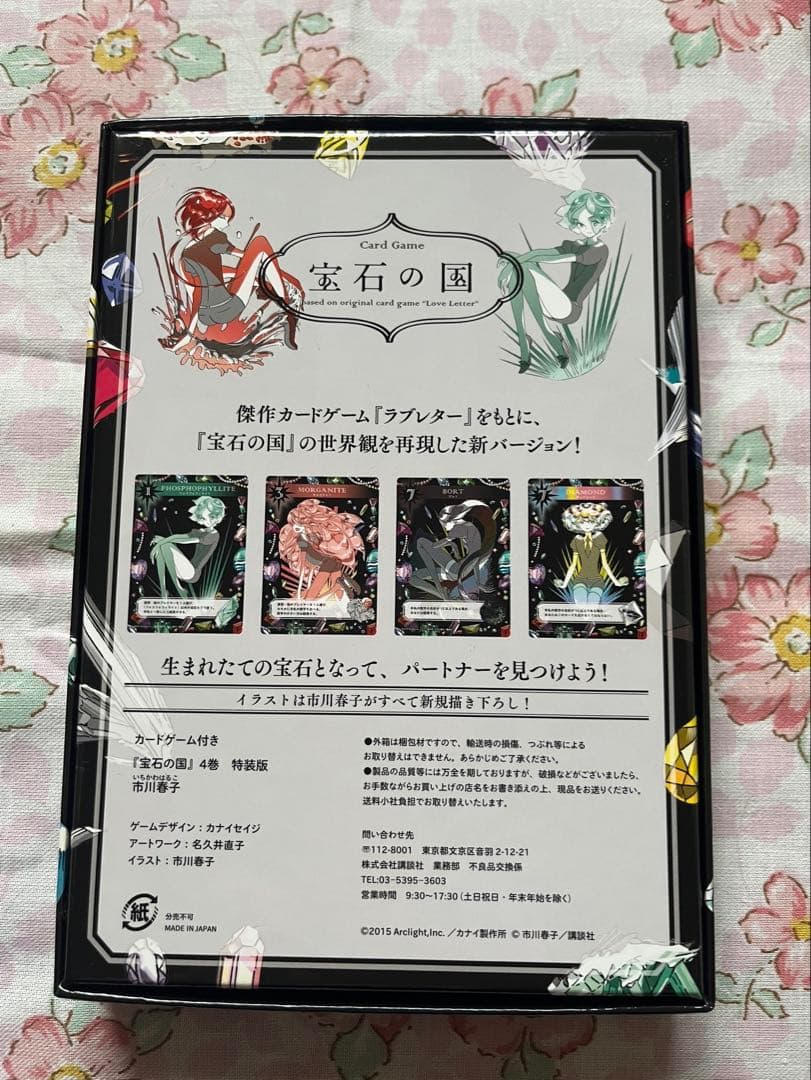 Card Game
宝石の国
based on original card game "Love Letter"
傑作カードゲーム『ラブレター』をもとに、
『宝石の国』の世界観を再現した新バージョン！
PHOSPHOPHYLLITE
3 MORGANITE
7 BORT
7 DIAMOND
生まれたての宝石となって、パートナーを見つけよう！
イラストは市川春子がすべて新規描き下ろし！
カードゲーム付き
『宝石の国』4巻 特装版
いちかわはるこ
市川春子
ゲームデザイン：カナイセイジ
アートワーク：名久井直子
イラスト：市川春子
紙
分売不可
MADE IN JAPAN
●外箱は梱包材ですので、輸送時の損傷、つぶれ等による
お取り替えはできません。あらかじめご了承ください。
●製品の品質等には万全を期しておりますが、破損などがございましたら、
お手数ながらお買い上げの店名をお書き添えの上、現品をお送りください。
送料小社負担でお取り替えいたします。
問い合わせ先
〠112-8001 東京都文京区音羽 2-12-21
株式会社講談社 業務部 不良品交換係
TEL:03-5395-3603
営業時間 9:30〜17:30（土日祝日・年末年始を除く）
©2015 Arclight,Inc. ／カナイ製作所 © 市川春子／講談社